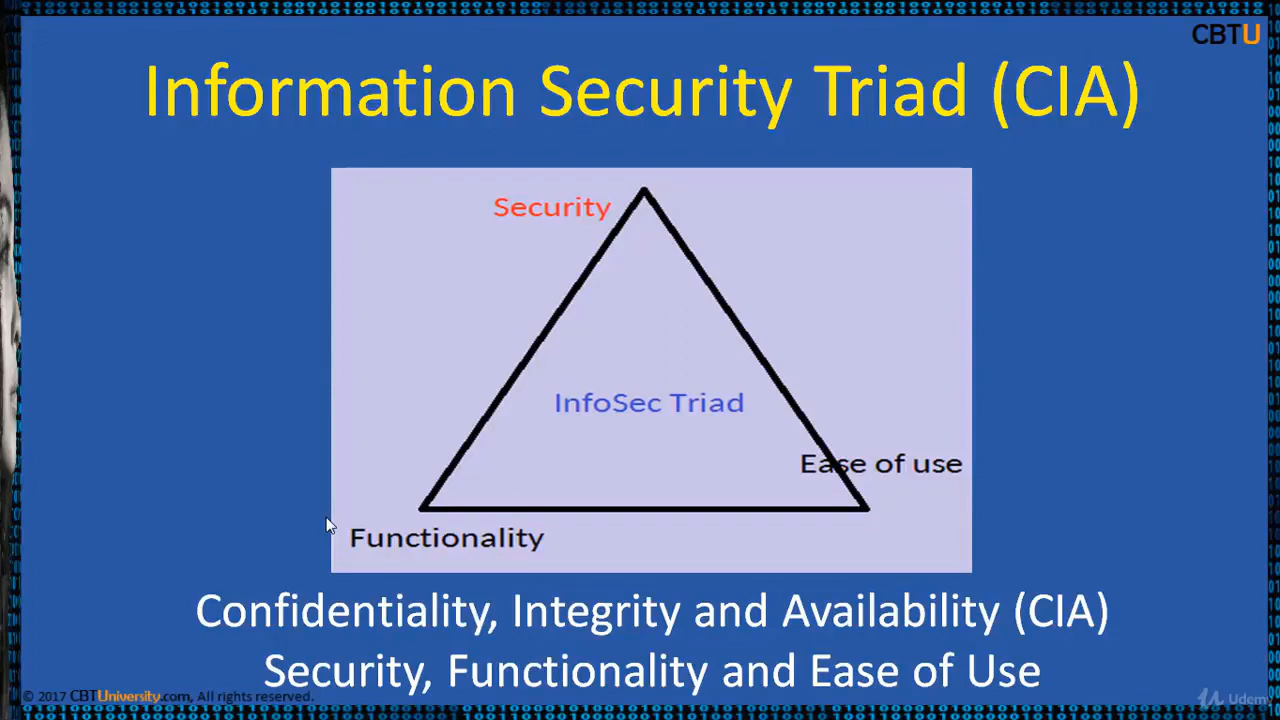 CBTU
Information Security Triad (CIA)
Security
InfoSec Triad
Ease of use
Functionality
Confidentiality, Integrity and Availability (CIA)
Security, Functionality and Ease of Use
© 2017 CBTUniversity.com, All rights reserved.
Udemy